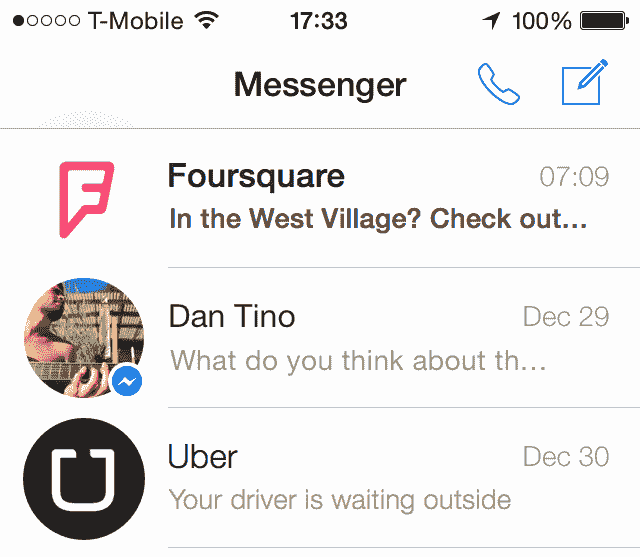 T-Mobile 17:33 100%
Messenger
Foursquare 07:09
In the West Village? Check out...
Dan Tino Dec 29
What do you think about th...
Uber Dec 30
Your driver is waiting outside